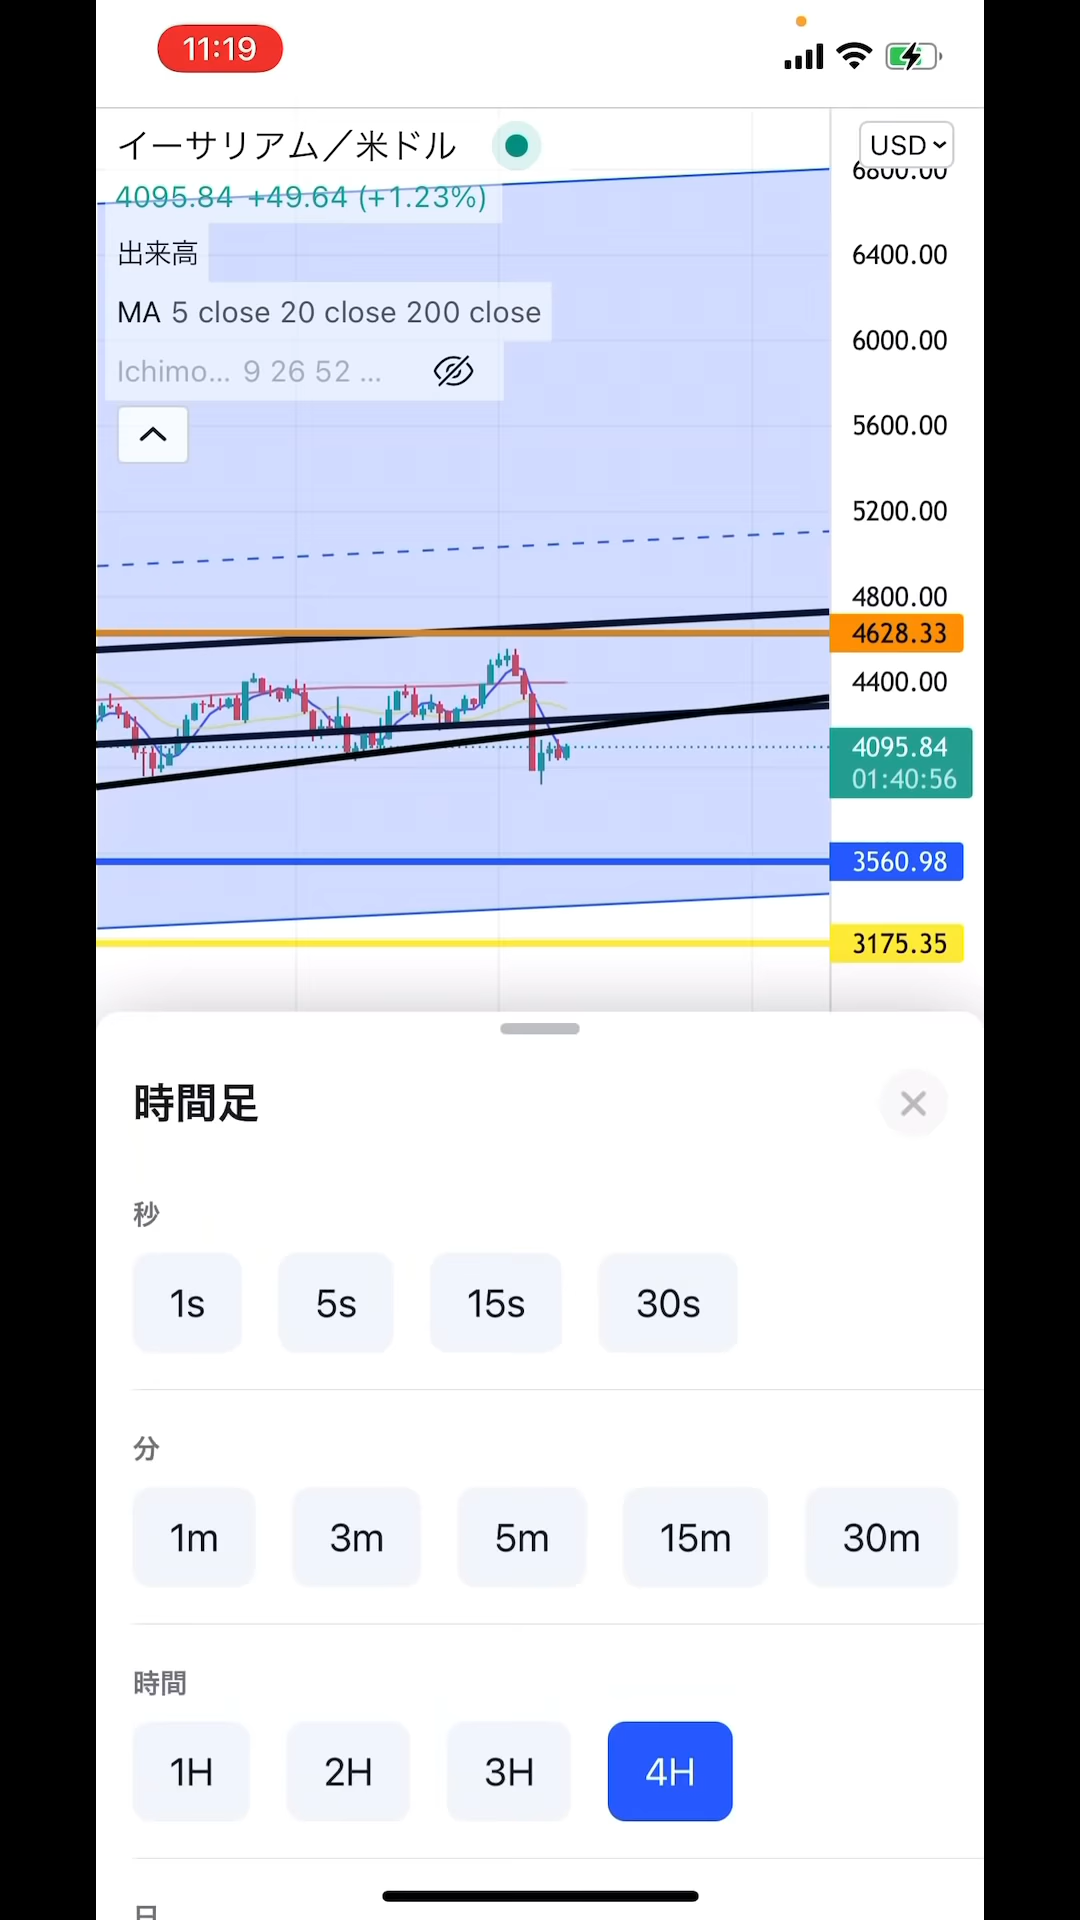 11:19
イーサリアム／米ドル
USD
4095.84 +49.64 (+1.23%)
出来高
MA 5 close 20 close 200 close
Ichimo... 9 26 52 ...
6800.00
6400.00
6000.00
5600.00
5200.00
4800.00
4628.33
4400.00
4095.84
01:40:56
3560.98
3175.35
時間足
秒
1s 5s 15s 30s
分
1m 3m 5m 15m 30m
時間
1H 2H 3H 4H
日